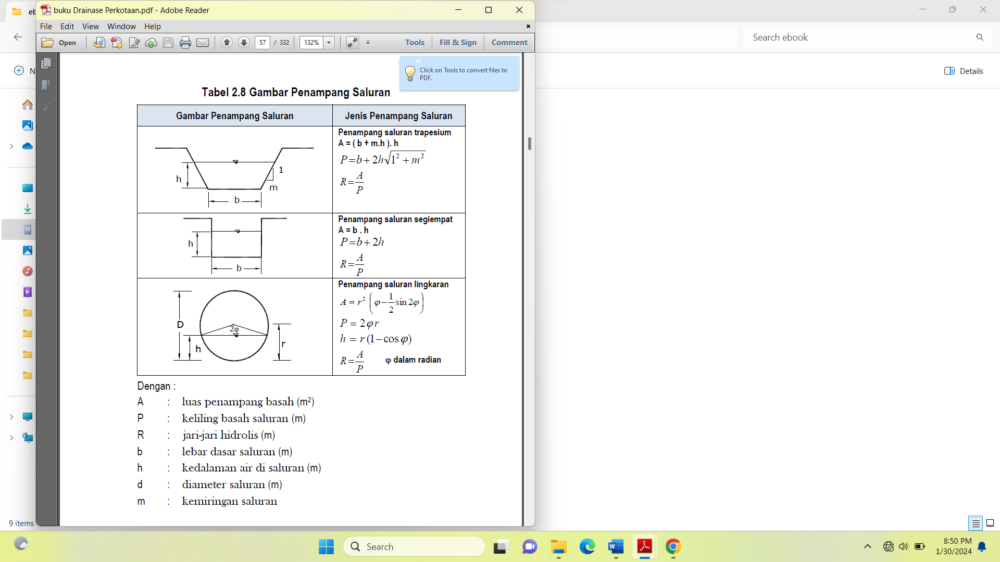 eb
buku Drainase Perkotaan.pdf - Adobe Reader
File Edit View Window Help
Open 57 / 332 132% Tools Fill & Sign Comment
Search ebook
N
Details
Click on Tools to convert files to
PDF.
Tabel 2.8 Gambar Penampang Saluran
Gambar Penampang Saluran Jenis Penampang Saluran
Penampang saluran trapesium
A = ( b + m.h ). h
P=b+2h√1²+m²
R=A/P
h 1 m b
Penampang saluran segiempat
A = b . h
P=b+2h
R=A/P
h b
Penampang saluran lingkaran
A = r² (φ-1/2 sin 2φ)
P = 2φr
h = r(1-cos φ)
R=A/P φ dalam radian
D 2φ h r
Dengan :
A : luas penampang basah (m²)
P : keliling basah saluran (m)
R : jari-jari hidrolis (m)
b : lebar dasar saluran (m)
h : kedalaman air di saluran (m)
d : diameter saluran (m)
m : kemiringan saluran
9 items
Search
8:50 PM
1/30/2024